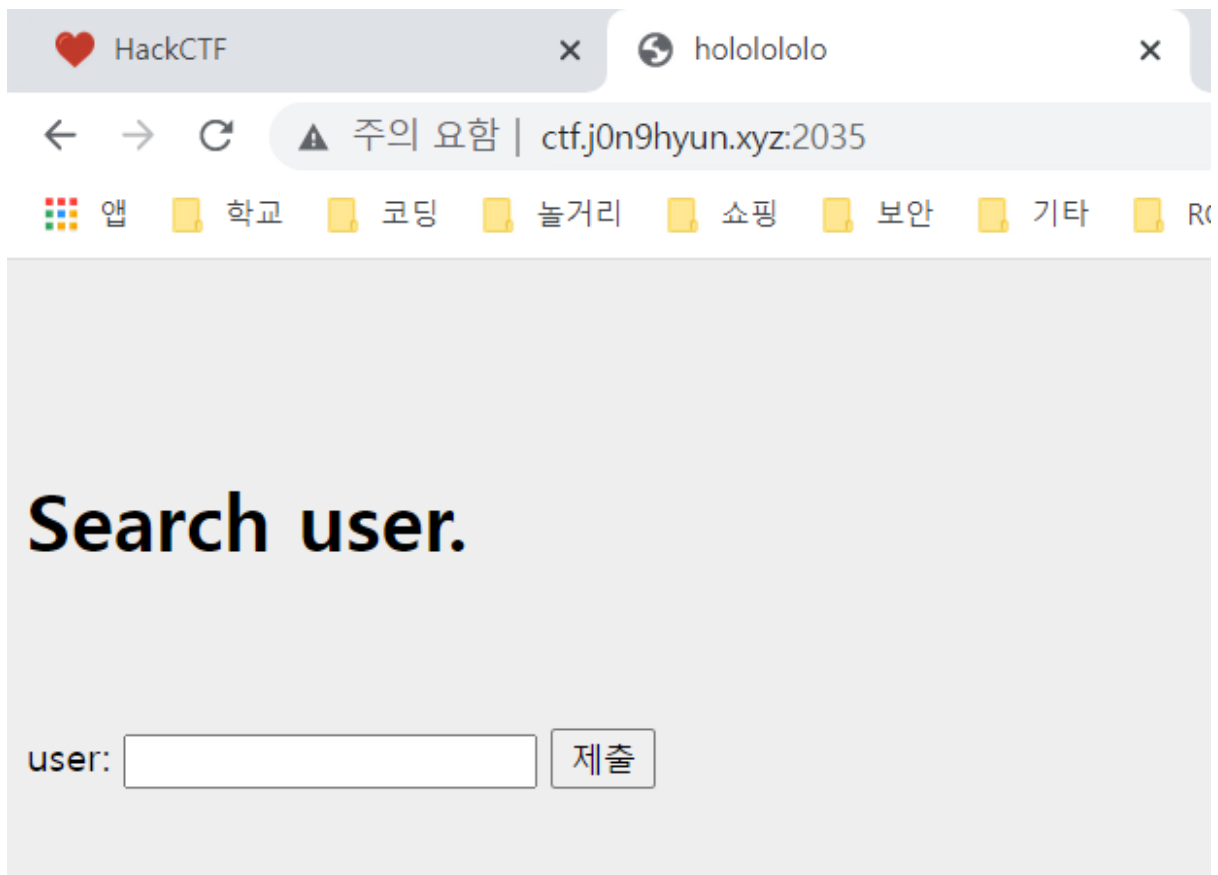 HackCTF
holololololo
주의 요함 | ctf.j0n9hyun.xyz:2035
앱 학교 코딩 놀거리 쇼핑 보안 기타
Search user.
user: 제출